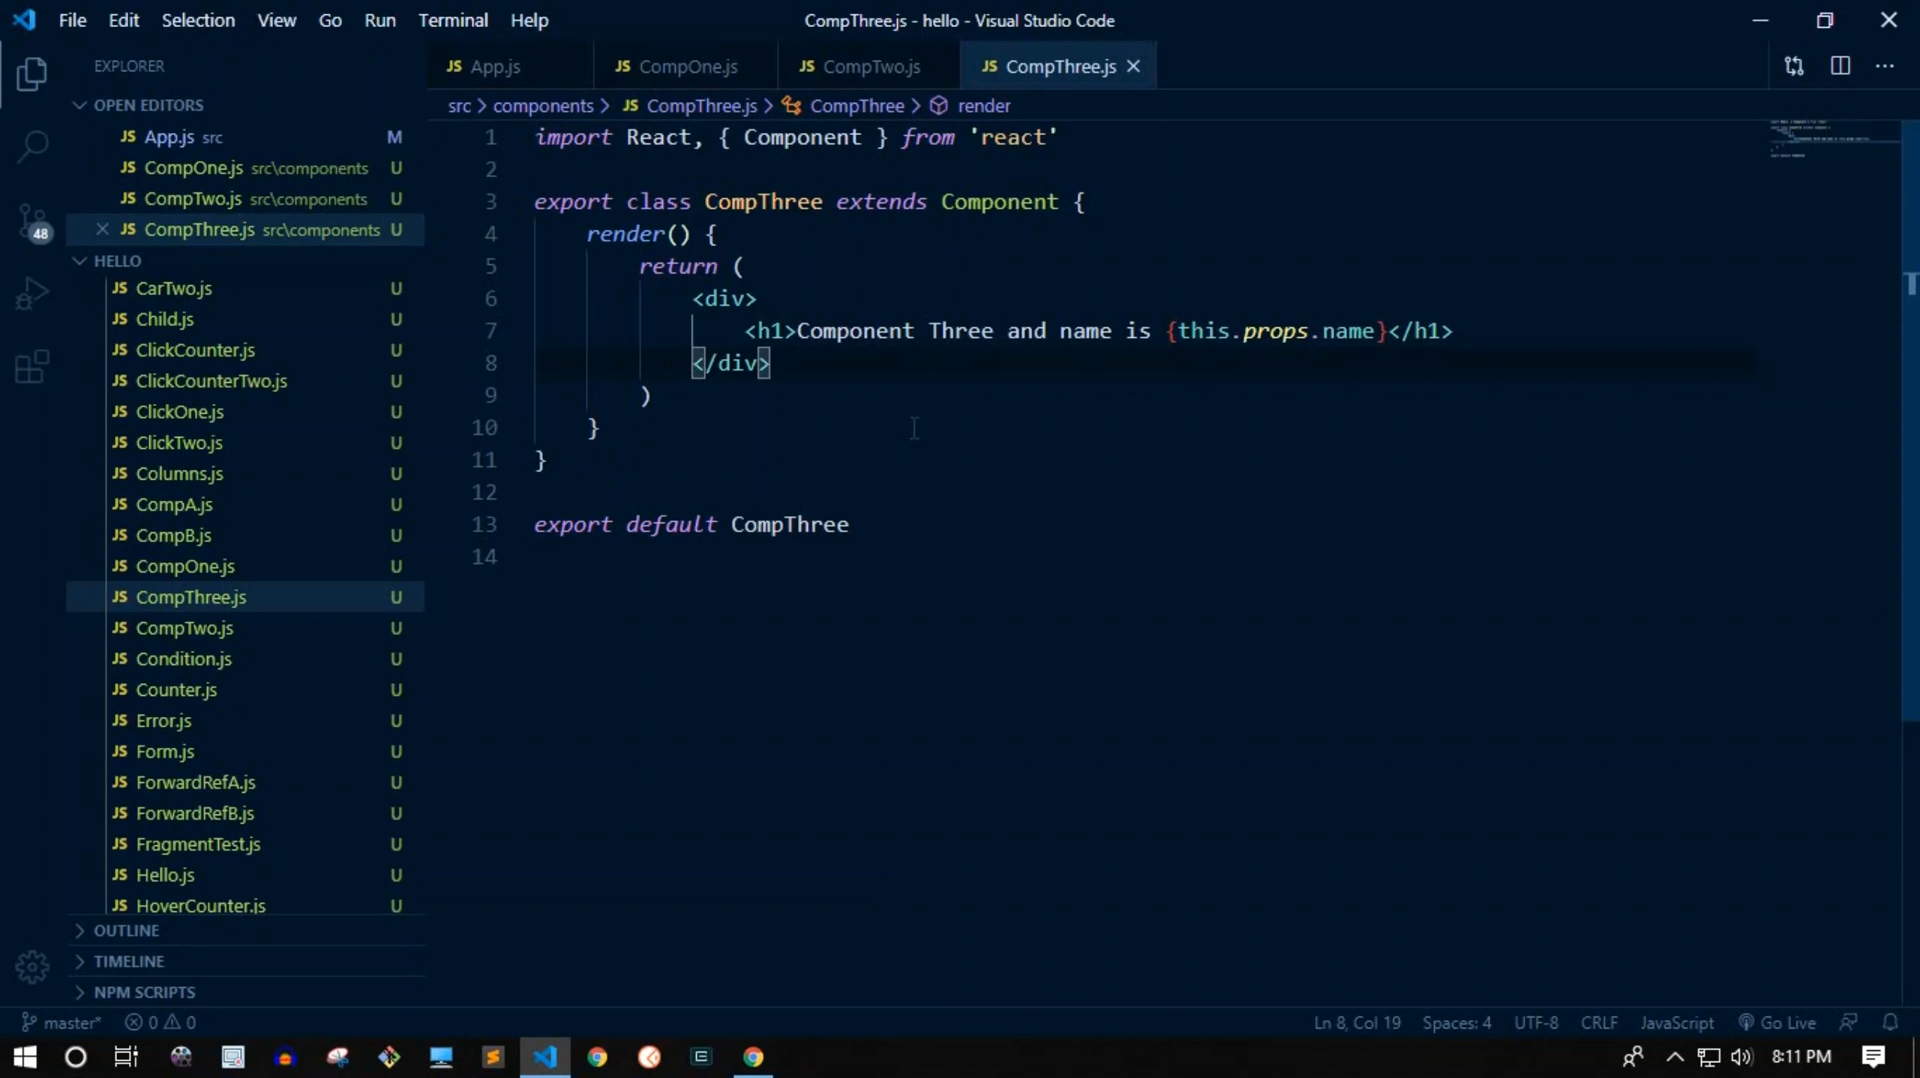 File Edit Selection View Go Run Terminal Help
CompThree.js - hello - Visual Studio Code
EXPLORER
JS App.js
JS CompOne.js
JS CompTwo.js
JS CompThree.js
OPEN EDITORS
JS App.js src M
JS CompOne.js src\components U
JS CompTwo.js src\components U
JS CompThree.js src\components U
HELLO
JS CarTwo.js U
JS Child.js U
JS ClickCounter.js U
JS ClickCounterTwo.js U
JS ClickOne.js U
JS ClickTwo.js U
JS Columns.js U
JS CompA.js U
JS CompB.js U
JS CompOne.js U
JS CompThree.js U
JS CompTwo.js U
JS Condition.js U
JS Counter.js U
JS Error.js U
JS Form.js U
JS ForwardRefA.js U
JS ForwardRefB.js U
JS FragmentTest.js U
JS Hello.js U
JS HoverCounter.js U
OUTLINE
TIMELINE
NPM SCRIPTS
48
src > components > JS CompThree.js > CompThree > render
1 import React, { Component } from 'react'
2
3 export class CompThree extends Component {
4 render() {
5 return (
6 <div>
7 <h1>Component Three and name is {this.props.name}</h1>
8 </div>
9 )
10 }
11 }
12
13 export default CompThree
14
master* 0 0
Ln 8, Col 19 Spaces: 4 UTF-8 CRLF JavaScript Go Live
8:11 PM